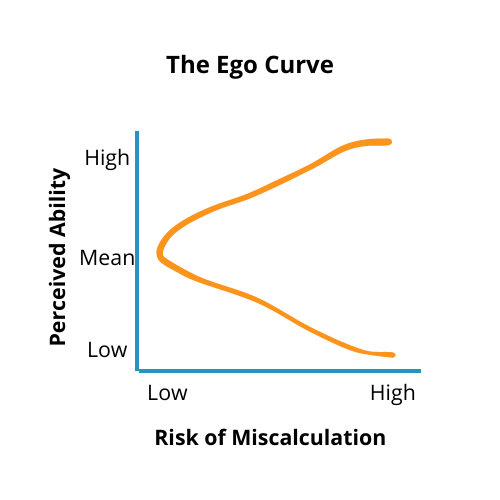 The Ego Curve
Perceived Ability
High
Mean
Low
Low
High
Risk of Miscalculation